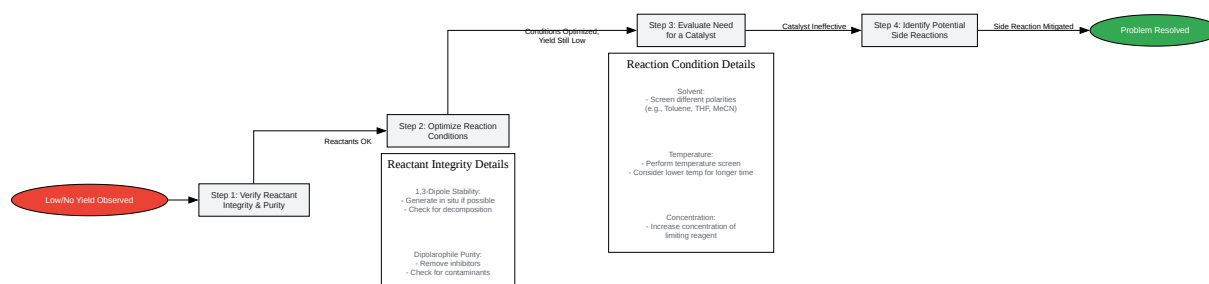 Low/No Yield Observed
Step 1: Verify Reactant
Integrity & Purity
Reactants OK
Step 2: Optimize Reaction
Conditions
Reactant Integrity Details
1,3-Dipole Stability:
- Generate in situ if possible
- Check for decomposition
Dipolarophile Purity:
- Remove inhibitors
- Check for contaminants
Conditions Optimized,
Yield Still Low
Step 3: Evaluate Need
for a Catalyst
Reaction Condition Details
Solvent:
- Screen different polarities
(e.g., Toluene, THF, MeCN)
Temperature:
- Perform temperature screen
- Consider lower temp for longer time
Concentration:
- Increase concentration of
limiting reagent
Catalyst Ineffective
Step 4: Identify Potential
Side Reactions
Side Reaction Mitigated
Problem Resolved